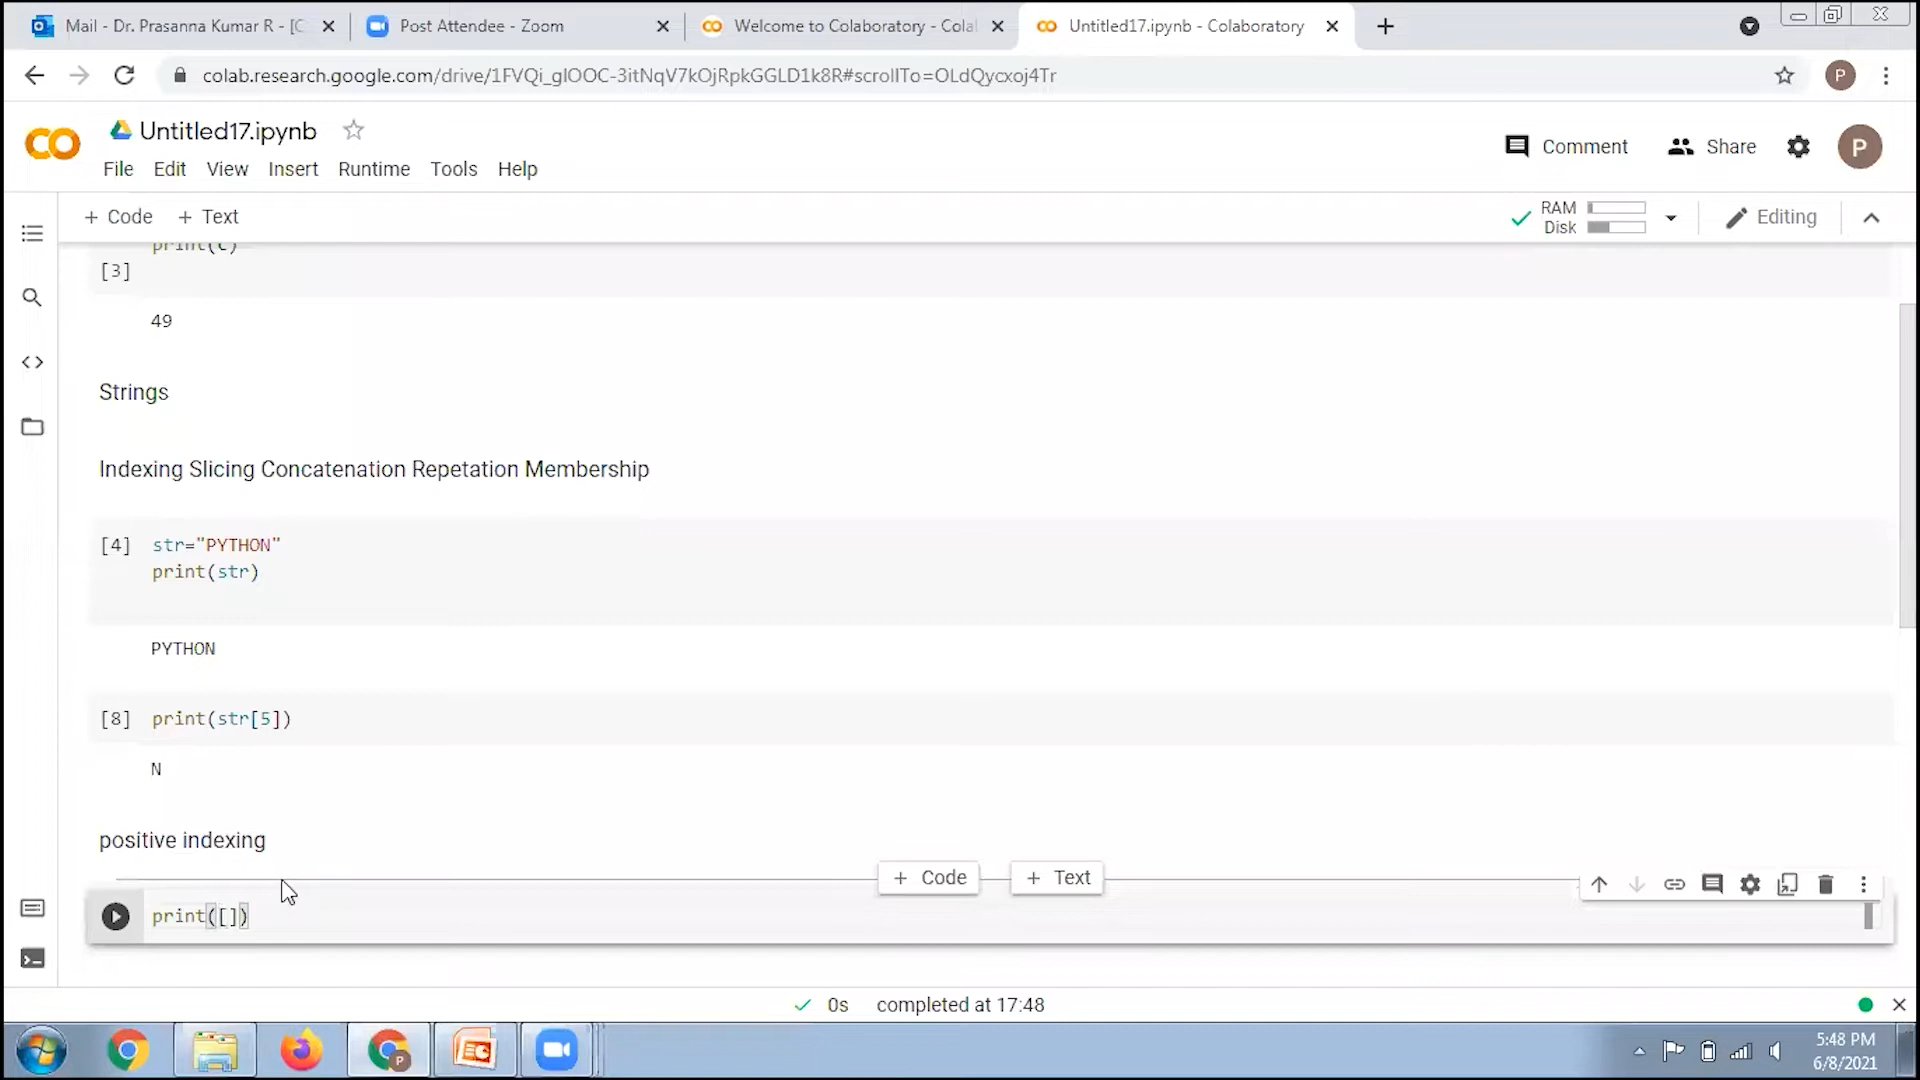 Mail - Dr. Prasanna Kumar R - [C
Post Attendee - Zoom
Welcome to Colaboratory - Cola
Untitled17.ipynb - Colaboratory
colab.research.google.com/drive/1FVQi_glOOC-3itNqV7kOjRpkGGLD1k8R#scrollTo=OLdQycxoj4Tr
P
Untitled17.ipynb
File Edit View Insert Runtime Tools Help
Comment
Share
P
+ Code + Text
RAM
Disk
Editing
print(c)
[3]
49
Strings
Indexing Slicing Concatenation Repetation Membership
[4] str="PYTHON"
print(str)
PYTHON
[8] print(str[5])
N
positive indexing
+ Code
+ Text
print([])
0s completed at 17:48
P
5:48 PM
6/8/2021